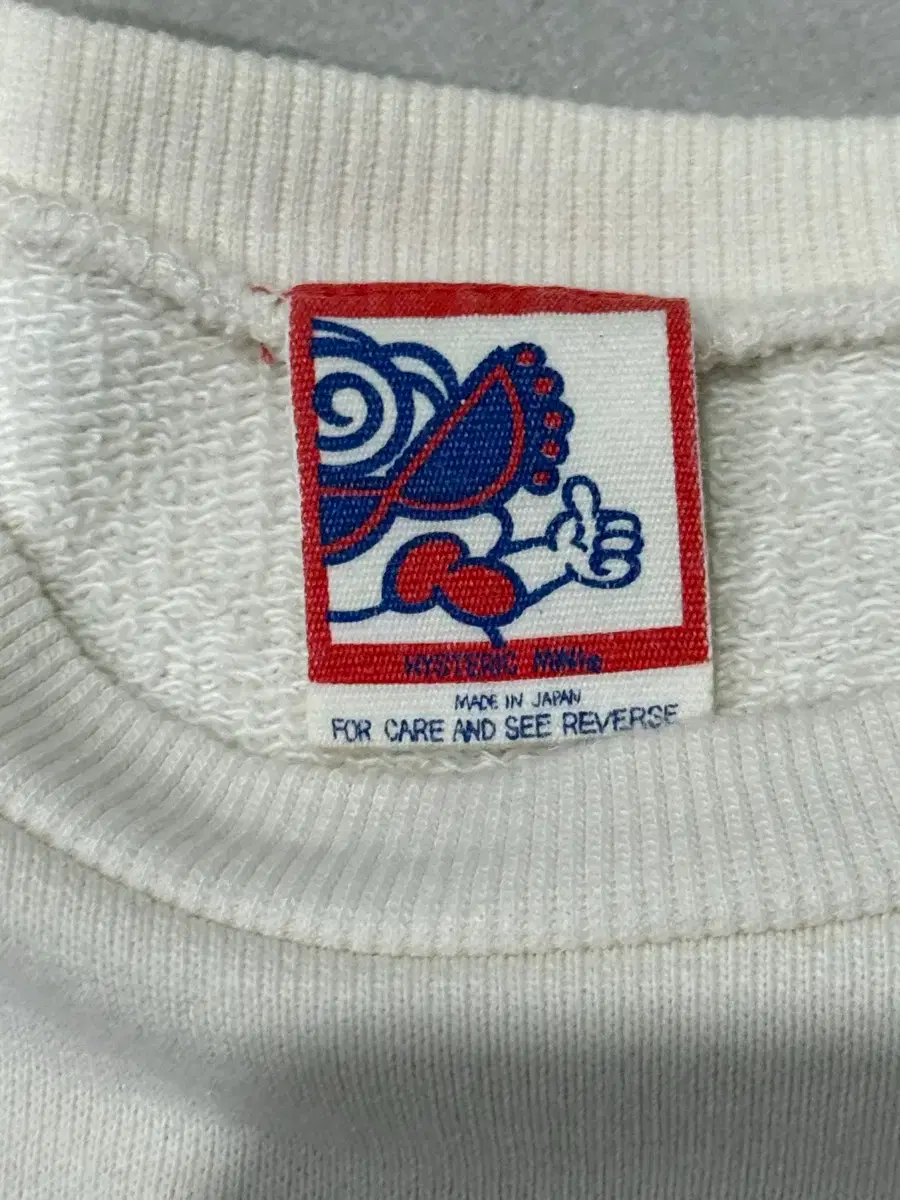 HYSTERIC MINI®
MADE IN JAPAN
FOR CARE AND SEE REVERSE